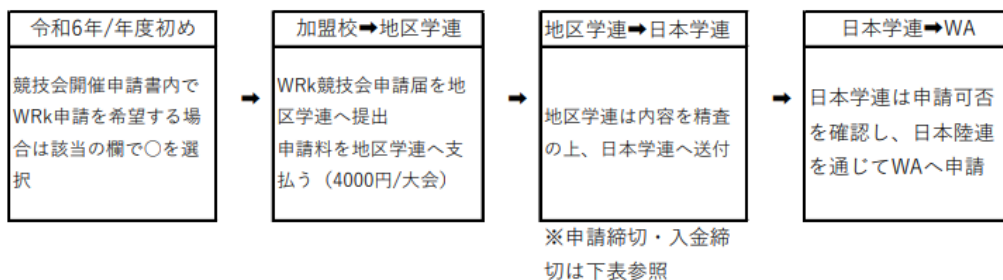 令和6年/年度初め
競技会開催申請書内で
WRk申請を希望する場
合は該当の欄で○を選
択
➡
加盟校➡地区学連
WRk競技会申請届を地
区学連へ提出
申請料を地区学連へ支
払う（4000円/大会）
➡
地区学連➡日本学連
地区学連は内容を精査
の上、日本学連へ送付
※申請締切・入金締
切は下表参照
➡
日本学連➡WA
日本学連は申請可否
を確認し、日本陸連
を通じてWAへ申請